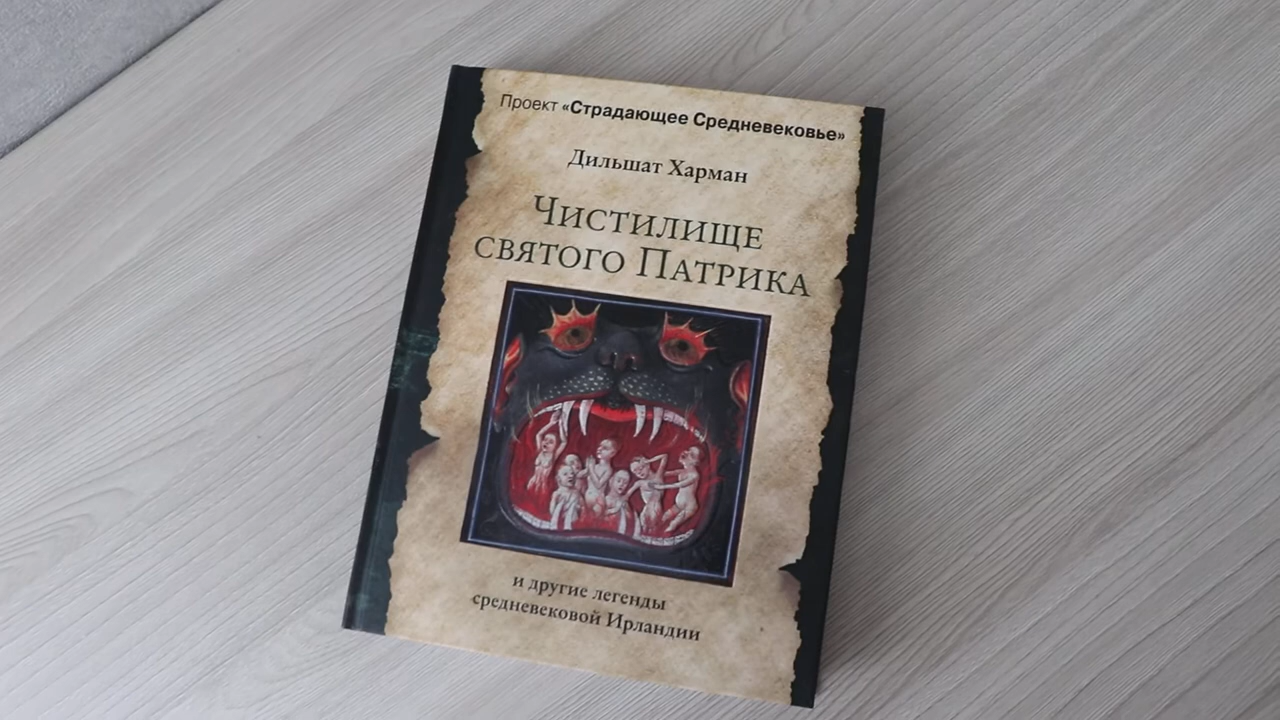 Проект «Страдающее Средневековье»
Дильшат Харман
Чистилище
святого Патрика
и другие легенды
средневековой Ирландии